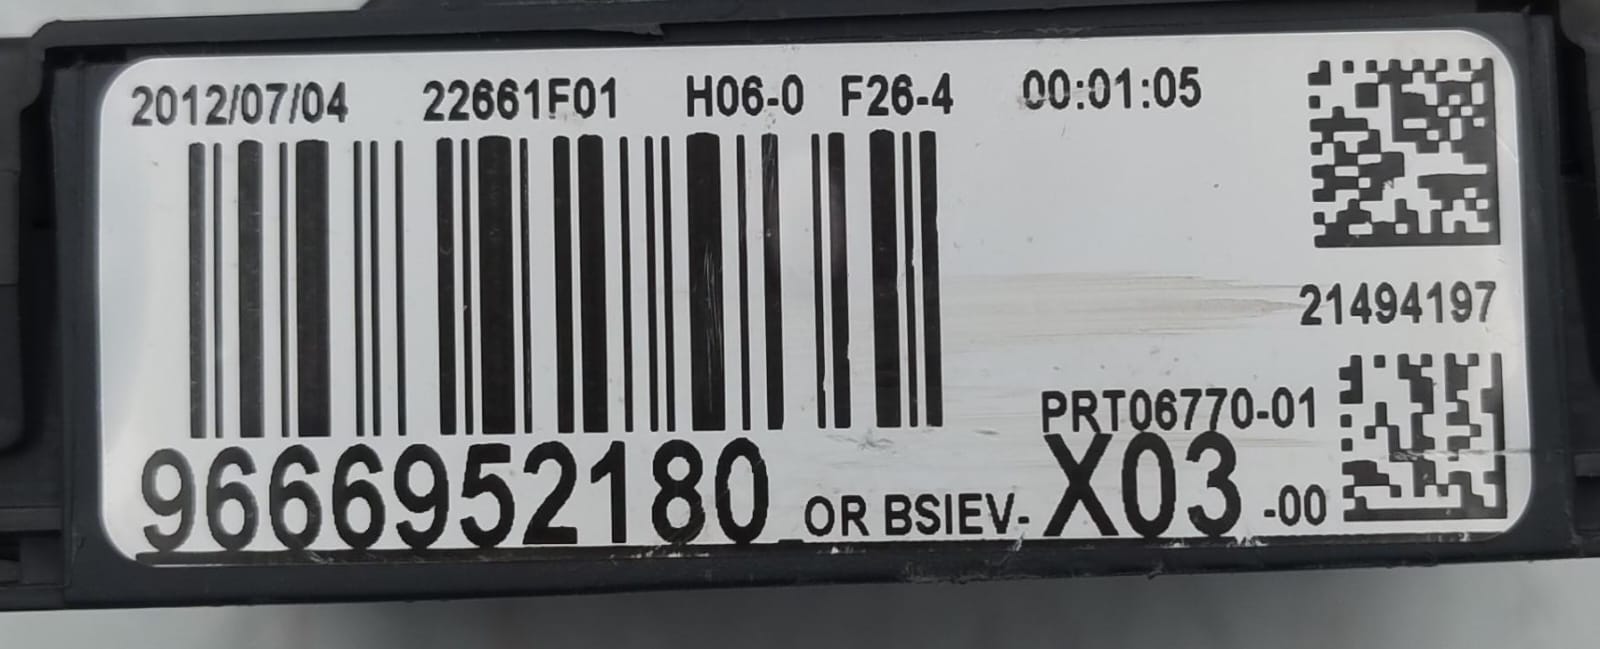 2012/07/04 22661F01 H06-0 F26-4 00:01:05
21494197
PRT06770-01
9666952180 OR BSIEV- X03 -00